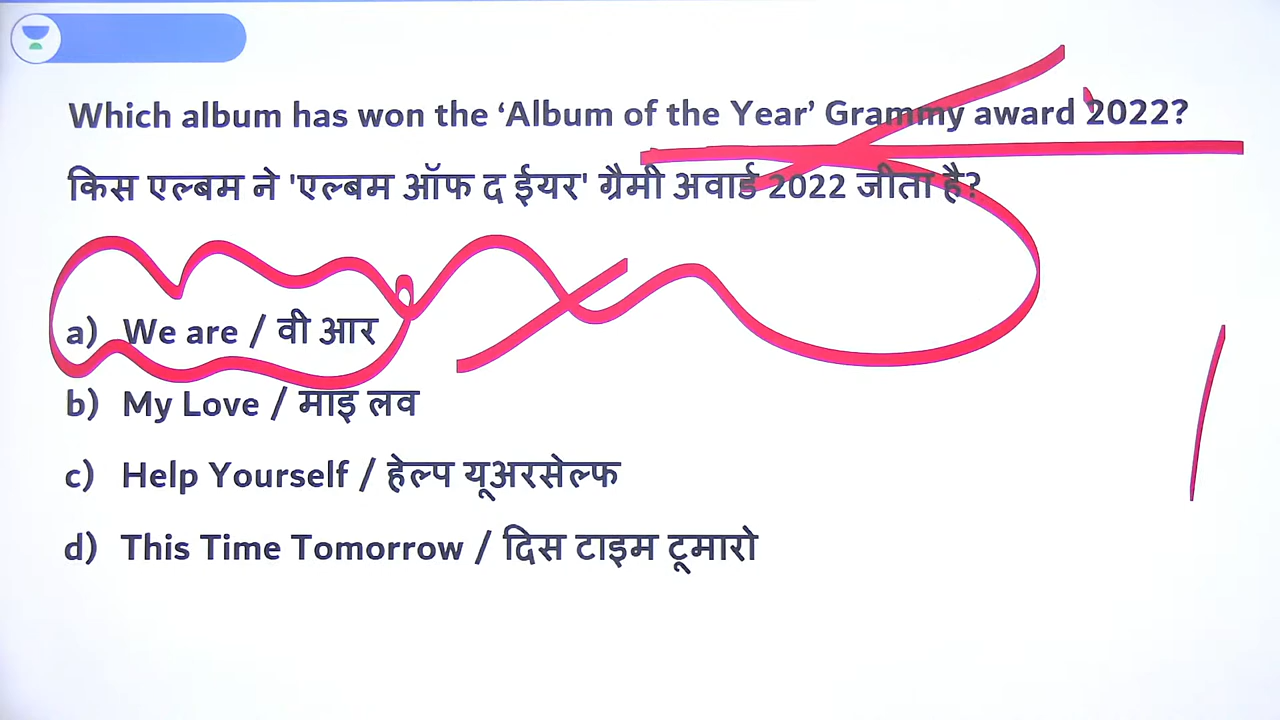 Which album has won the ‘Album of the Year’ Grammy award 2022?
किस एल्बम ने 'एल्बम ऑफ द ईयर' ग्रैमी अवार्ड 2022 जीता है?
a) We are / वी आर
b) My Love / माइ लव
c) Help Yourself / हेल्प यूअरसेल्फ
d) This Time Tomorrow / दिस टाइम टूमारो